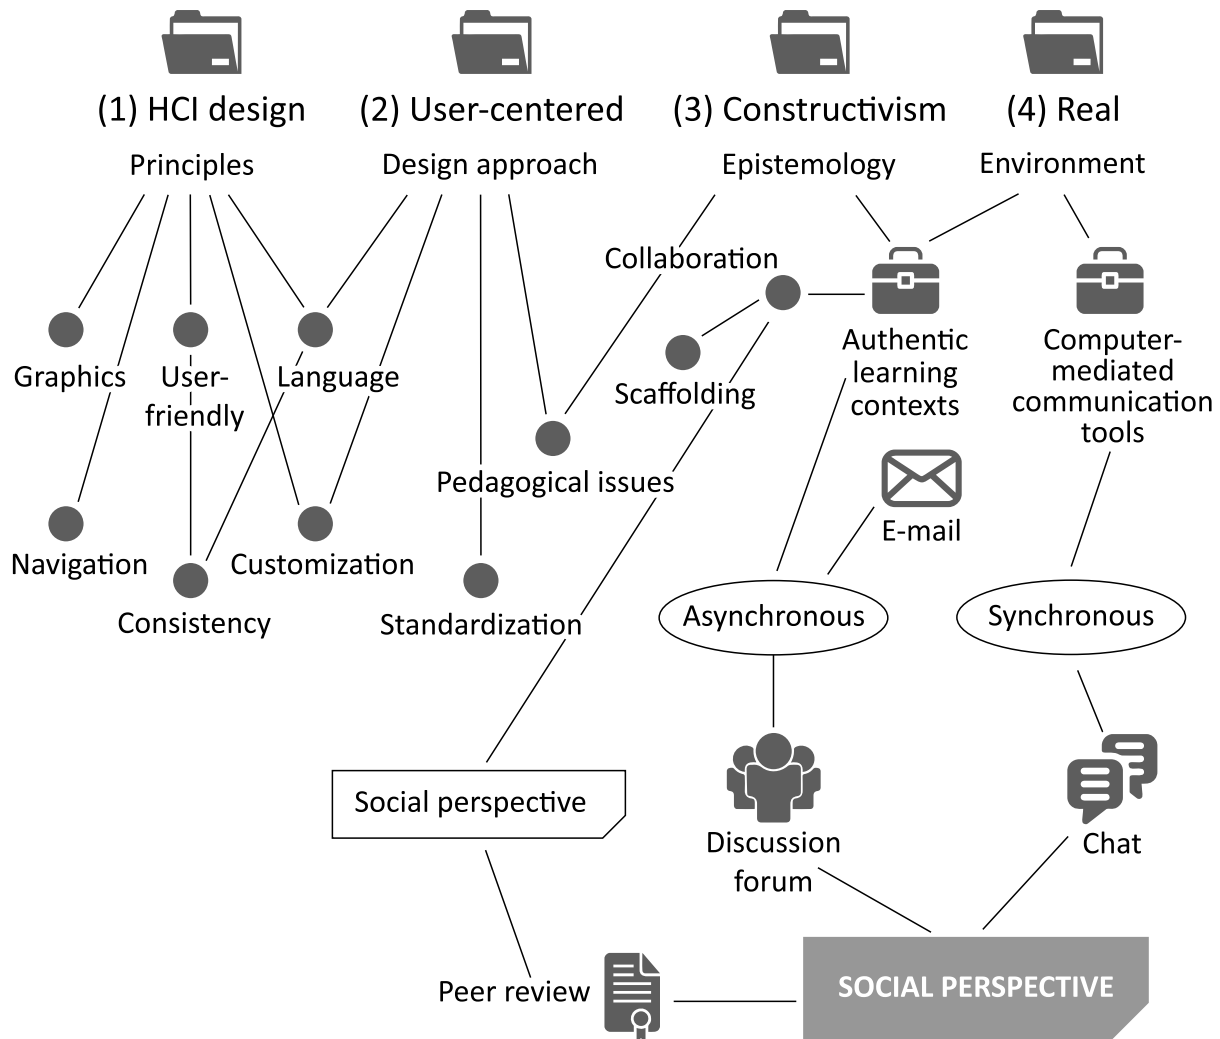 (1) HCI design
Principles
(2) User-centered
Design approach
(3) Constructivism
Epistemology
(4) Real
Environment
Collaboration
Graphics
User-
friendly
Language
Scaffolding
Authentic
learning
contexts
Computer-
mediated
communication
tools
Pedagogical issues
E-mail
Navigation
Consistency
Customization
Standardization
Asynchronous
Synchronous
Social perspective
Discussion
forum
Chat
Peer review
SOCIAL PERSPECTIVE